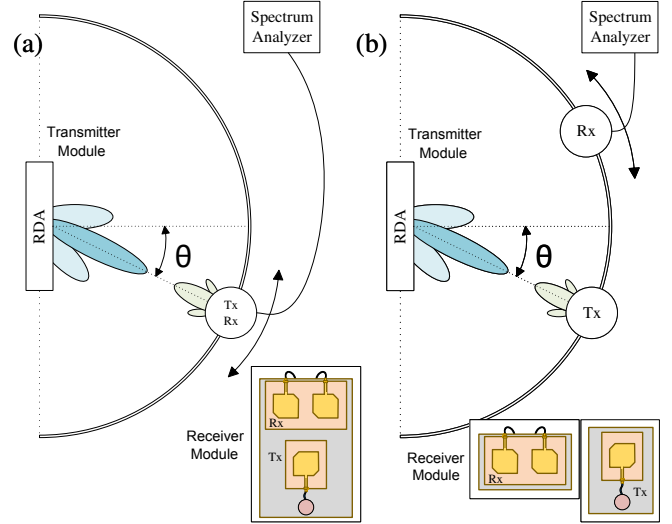 (a)
Spectrum
Analyzer
Transmitter
Module
RDA
θ
Tx
Rx
Receiver
Module
Rx
Tx
(b)
Spectrum
Analyzer
Rx
Transmitter
Module
RDA
θ
Tx
Receiver
Module
Rx
Tx